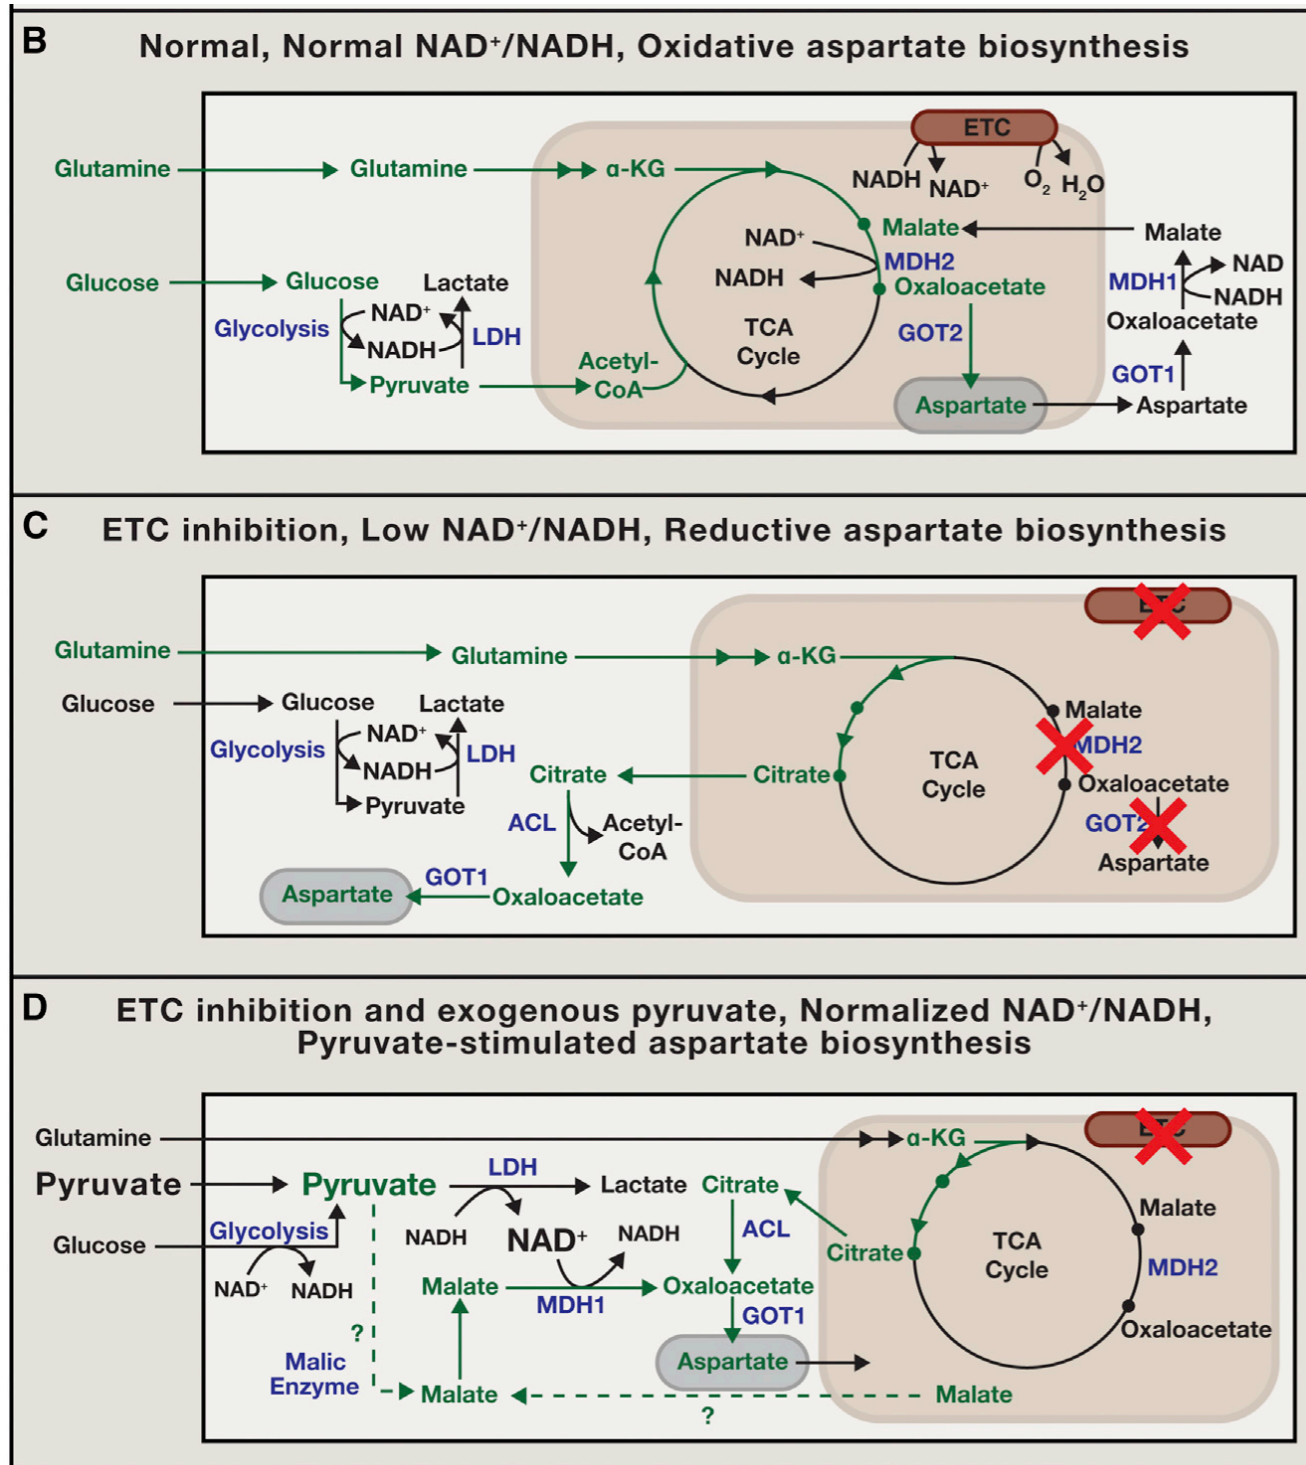 B
Normal, Normal NAD⁺/NADH, Oxidative aspartate biosynthesis
ETC
Glutamine
Glutamine
α-KG
NADH
NAD⁺
O₂
H₂O
Malate
Malate
NAD⁺
MDH2
NADH
Oxaloacetate
MDH1
NAD
NADH
Glucose
Glucose
Lactate
Glycolysis
NAD⁺
NADH
LDH
TCA
Cycle
GOT2
Oxaloacetate
GOT1
Pyruvate
Acetyl-
CoA
Aspartate
Aspartate
C
ETC inhibition, Low NAD⁺/NADH, Reductive aspartate biosynthesis
ETC
Glutamine
Glutamine
α-KG
Glucose
Glucose
Lactate
Glycolysis
NAD⁺
NADH
LDH
Pyruvate
Malate
MDH2
Oxaloacetate
GOT2
Aspartate
TCA
Cycle
Citrate
Citrate
ACL
Acetyl-
CoA
Oxaloacetate
GOT1
Aspartate
D
ETC inhibition and exogenous pyruvate, Normalized NAD⁺/NADH,
Pyruvate-stimulated aspartate biosynthesis
ETC
Glutamine
α-KG
Pyruvate
Pyruvate
LDH
Lactate
Citrate
NADH
NAD⁺
NADH
ACL
Citrate
Glycolysis
Glucose
NAD⁺
NADH
TCA
Cycle
Malate
MDH2
Oxaloacetate
Malate
MDH1
Oxaloacetate
GOT1
?
Malic
Enzyme
Aspartate
Malate
Malate
?